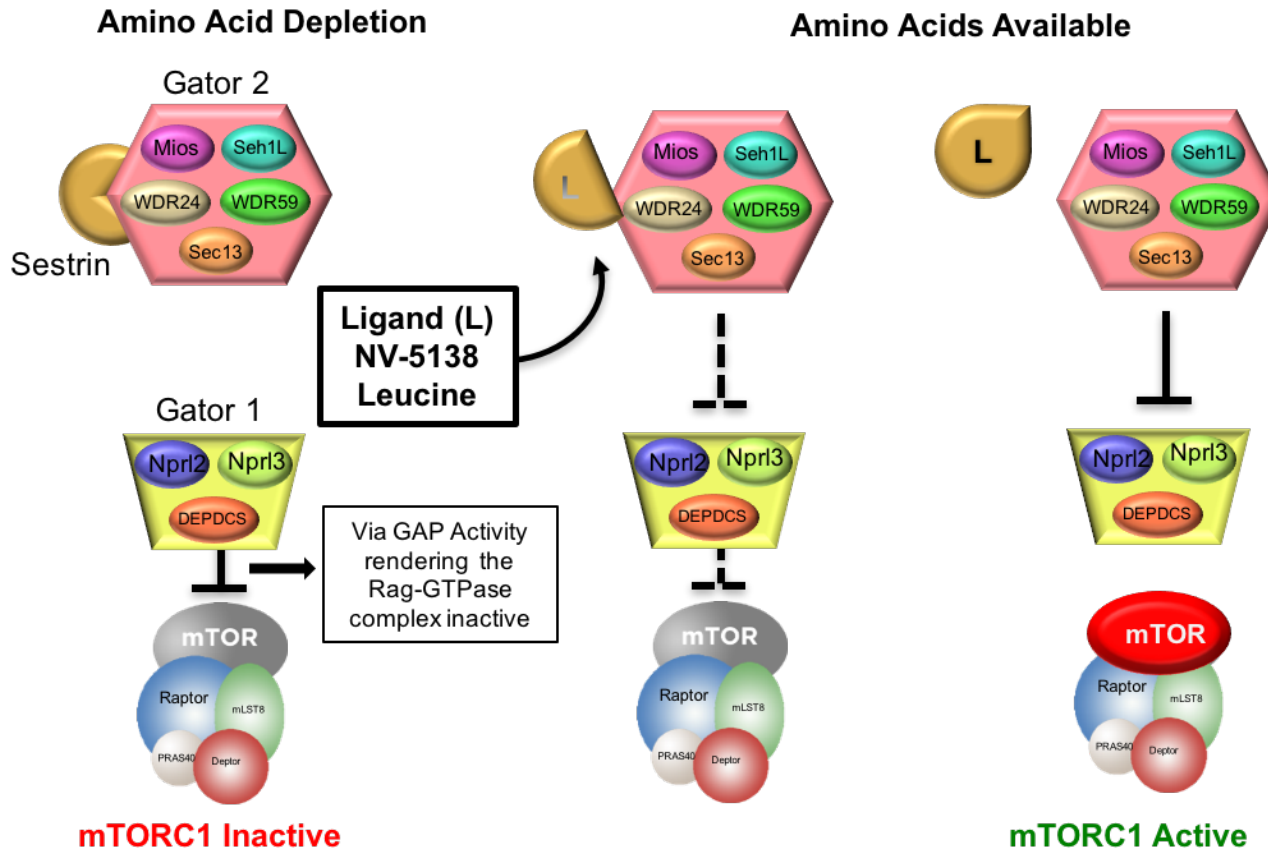 Amino Acid Depletion
Amino Acids Available
Gator 2
Mios
Seh1L
WDR24
WDR59
Sec13
Sestrin
L
Mios
Seh1L
WDR24
WDR59
Sec13
L
Mios
Seh1L
WDR24
WDR59
Sec13
Ligand (L)
NV-5138
Leucine
Gator 1
Nprl2
Nprl3
DEPDCS
Via GAP Activity
rendering the
Rag-GTPase
complex inactive
mTOR
Raptor
mLST8
PRAS40
Deptor
mTORC1 Inactive
Nprl2
Nprl3
DEPDCS
mTOR
Raptor
mLST8
PRAS40
Deptor
Nprl2
Nprl3
DEPDCS
mTOR
Raptor
mLST8
PRAS40
Deptor
mTORC1 Active